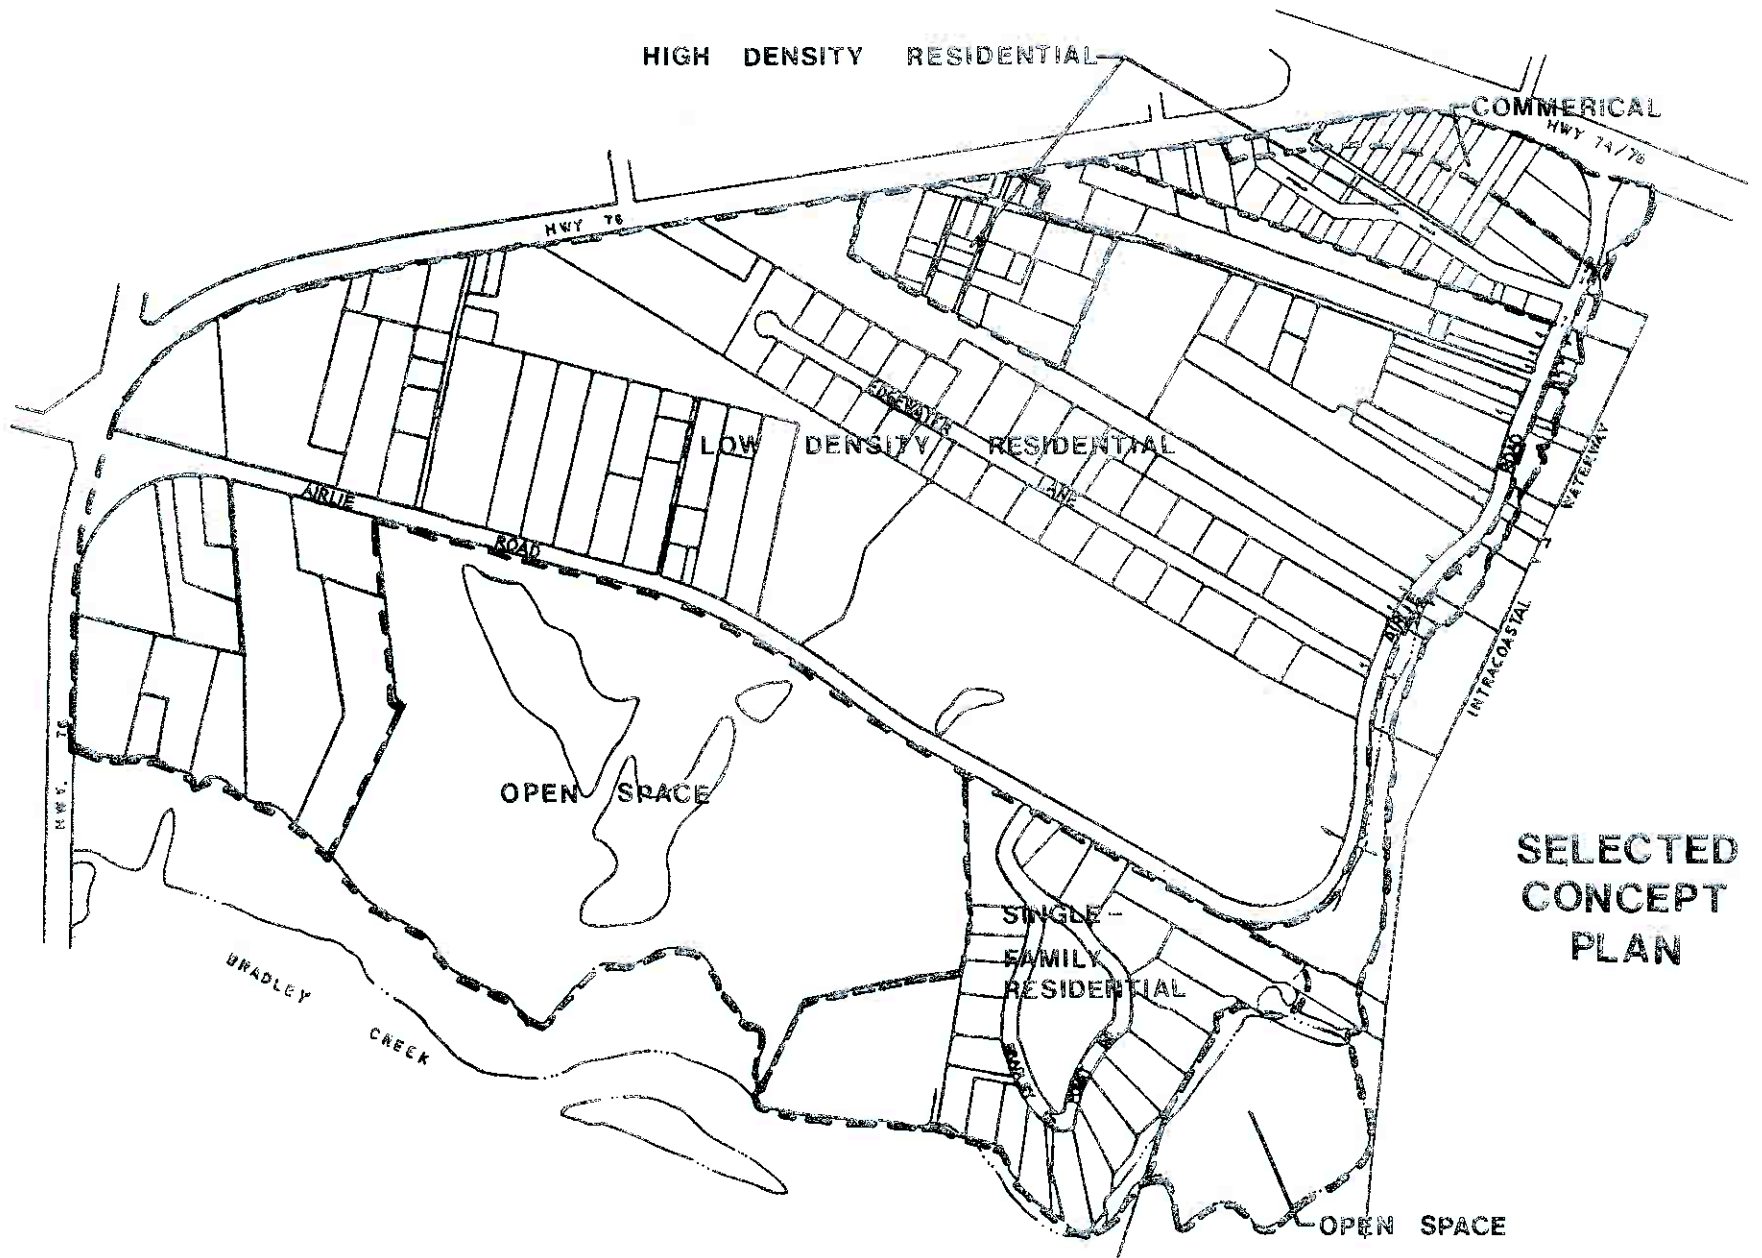 HIGH DENSITY RESIDENTIAL
COMMERICAL
HWY 74/76
HWY 76
EDGEWATER
LANE
LOW DENSITY RESIDENTIAL
AIRLIE
ROAD
ROAD
WATERWAY
AIRLIE
INTRACOASTAL
HWY. 76
OPEN SPACE
SELECTED
CONCEPT
PLAN
SINGLE-
FAMILY
RESIDENTIAL
BRADLEY
CREEK
OPEN SPACE